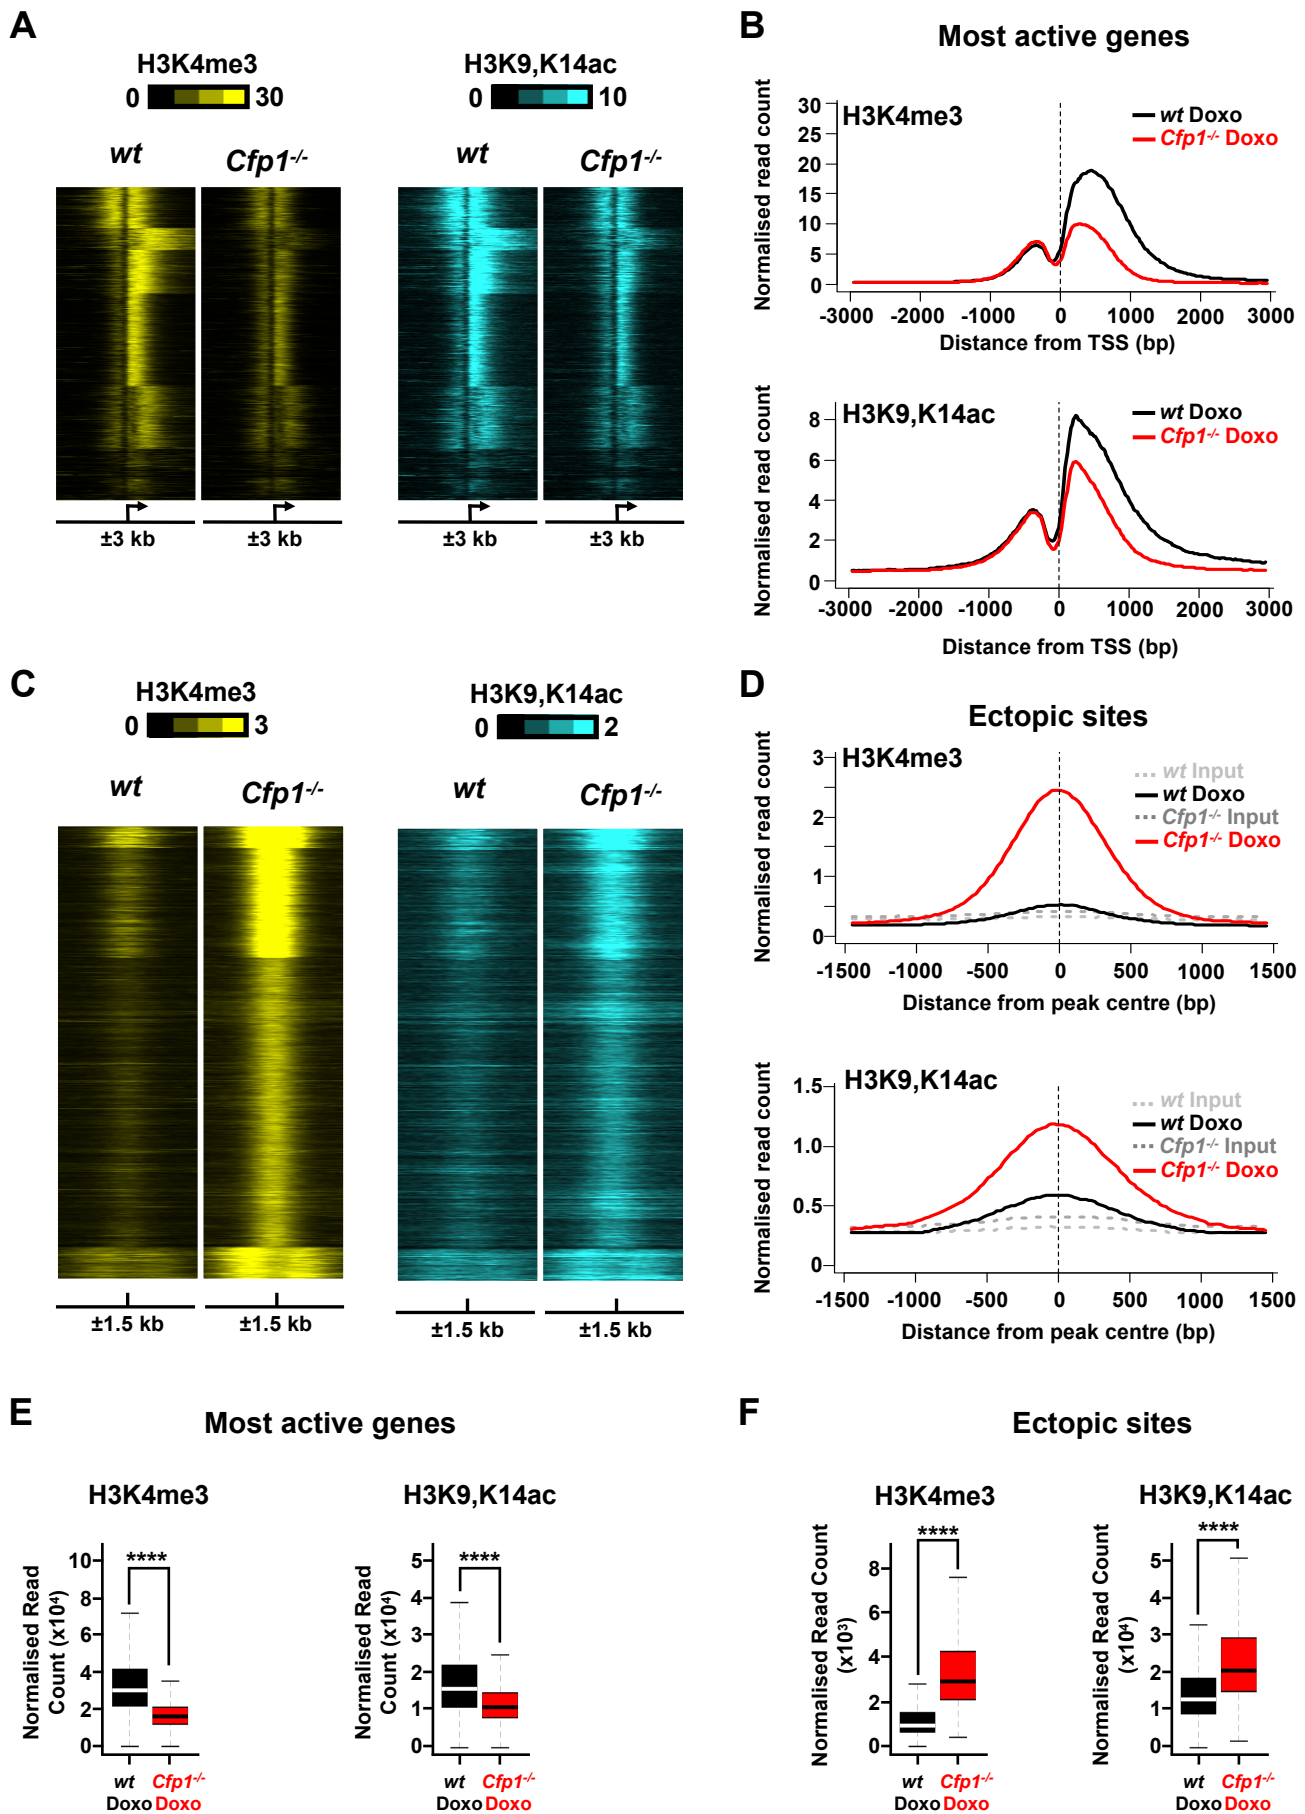 A
H3K4me3
0 30
H3K9,K14ac
0 10
wt Cfp1-/- wt Cfp1-/-
±3 kb ±3 kb ±3 kb ±3 kb
B
Most active genes
H3K4me3
wt Doxo
Cfp1-/- Doxo
Normalised read count
30
25
20
15
10
5
0
-3000 -2000 -1000 0 1000 2000 3000
Distance from TSS (bp)
H3K9,K14ac
wt Doxo
Cfp1-/- Doxo
Normalised read count
8
6
4
2
0
-3000 -2000 -1000 0 1000 2000 3000
Distance from TSS (bp)
C
H3K4me3
0 3
H3K9,K14ac
0 2
wt Cfp1-/- wt Cfp1-/-
±1.5 kb ±1.5 kb ±1.5 kb ±1.5 kb
D
Ectopic sites
H3K4me3
wt Input
wt Doxo
Cfp1-/- Input
Cfp1-/- Doxo
Normalised read count
3
2
1
0
-1500 -1000 -500 0 500 1000 1500
Distance from peak centre (bp)
H3K9,K14ac
wt Input
wt Doxo
Cfp1-/- Input
Cfp1-/- Doxo
Normalised read count
1.5
1.0
0.5
0
-1500 -1000 -500 0 500 1000 1500
Distance from peak centre (bp)
E
Most active genes
H3K4me3
Normalised Read
Count (x10⁴)
10
8
6
4
2
0
****
wt Cfp1-/-
Doxo Doxo
H3K9,K14ac
Normalised Read
Count (x10⁴)
5
4
3
2
1
0
****
wt Cfp1-/-
Doxo Doxo
F
Ectopic sites
H3K4me3
Normalised Read Count
(x10³)
8
6
4
2
0
****
wt Cfp1-/-
Doxo Doxo
H3K9,K14ac
Normalised Read Count
(x10⁴)
5
4
3
2
1
0
****
wt Cfp1-/-
Doxo Doxo